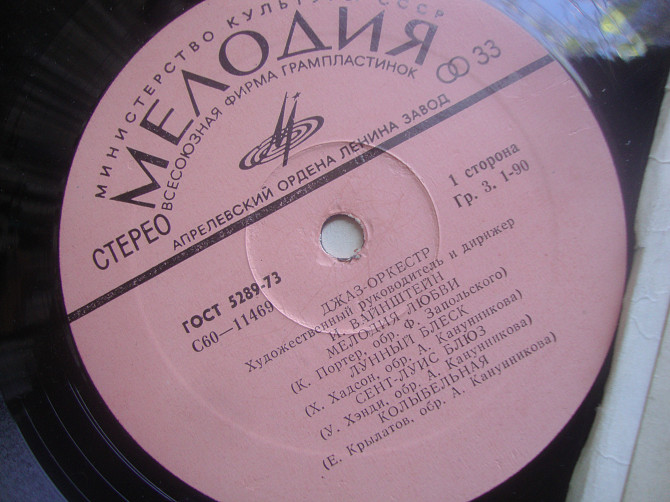 МИНИСТЕРСТВО КУЛЬТУРЫ СССР
МЕЛОДИЯ
ВСЕСОЮЗНАЯ ФИРМА ГРАМПЛАСТИНОК
33
СТЕРЕО
АПРЕЛЕВСКИЙ ОРДЕНА ЛЕНИНА ЗАВОД
ГОСТ 5289-73
С60—11469
1 сторона
Гр. 3. 1-90
ДЖАЗ-ОРКЕСТР
Художественный руководитель и дирижер
И. ВАЙНШТЕЙН
МЕЛОДИЯ ЛЮБВИ
(К. Портер, обр. Ф. Запольского)
ЛУННЫЙ БЛЕСК
(Х. Хадсон, обр. А. Канунникова)
СЕНТ-ЛУИС БЛЮЗ
(У. Хэнди, обр. А. Канунникова)
КОЛЫБЕЛЬНАЯ
(Е. Крылатов, обр. А. Канунникова)